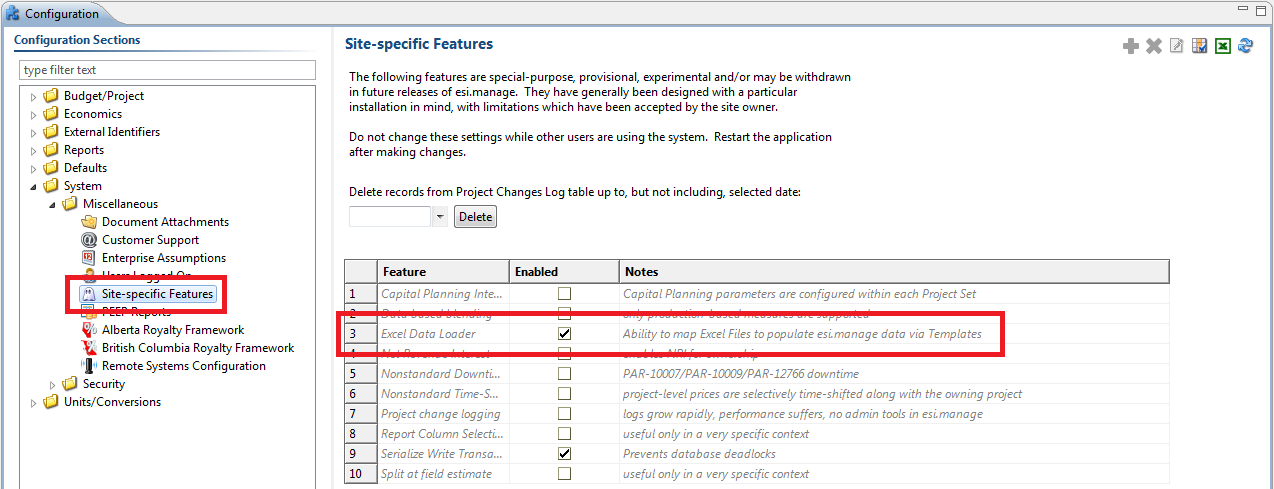 Configuration
Configuration Sections
type filter text
Budget/Project
Economics
External Identifiers
Reports
Defaults
System
Miscellaneous
Document Attachments
Customer Support
Enterprise Assumptions
Users Logged On
Site-specific Features
PEEP Reports
Alberta Royalty Framework
British Columbia Royalty Framework
Remote Systems Configuration
Security
Units/Conversions
Site-specific Features
The following features are special-purpose, provisional, experimental and/or may be withdrawn
in future releases of esi.manage. They have generally been designed with a particular
installation in mind, with limitations which have been accepted by the site owner.
Do not change these settings while other users are using the system. Restart the application
after making changes.
Delete records from Project Changes Log table up to, but not including, selected date:
Delete
Feature Enabled Notes
1 Capital Planning Inte... Capital Planning parameters are configured within each Project Set
2 Data-based blending only production-based measures are supported
3 Excel Data Loader Ability to map Excel Files to populate esi.manage data via Templates
4 Net Revenue Interest enables NRI for ownership
5 Nonstandard Downti... PAR-10007/PAR-10009/PAR-12766 downtime
6 Nonstandard Time-S... project-level prices are selectively time-shifted along with the owning project
7 Project change logging logs grow rapidly, performance suffers, no admin tools in esi.manage
8 Report Column Selecti... useful only in a very specific context
9 Serialize Write Transa... Prevents database deadlocks
10 Split at field estimate useful only in a very specific context